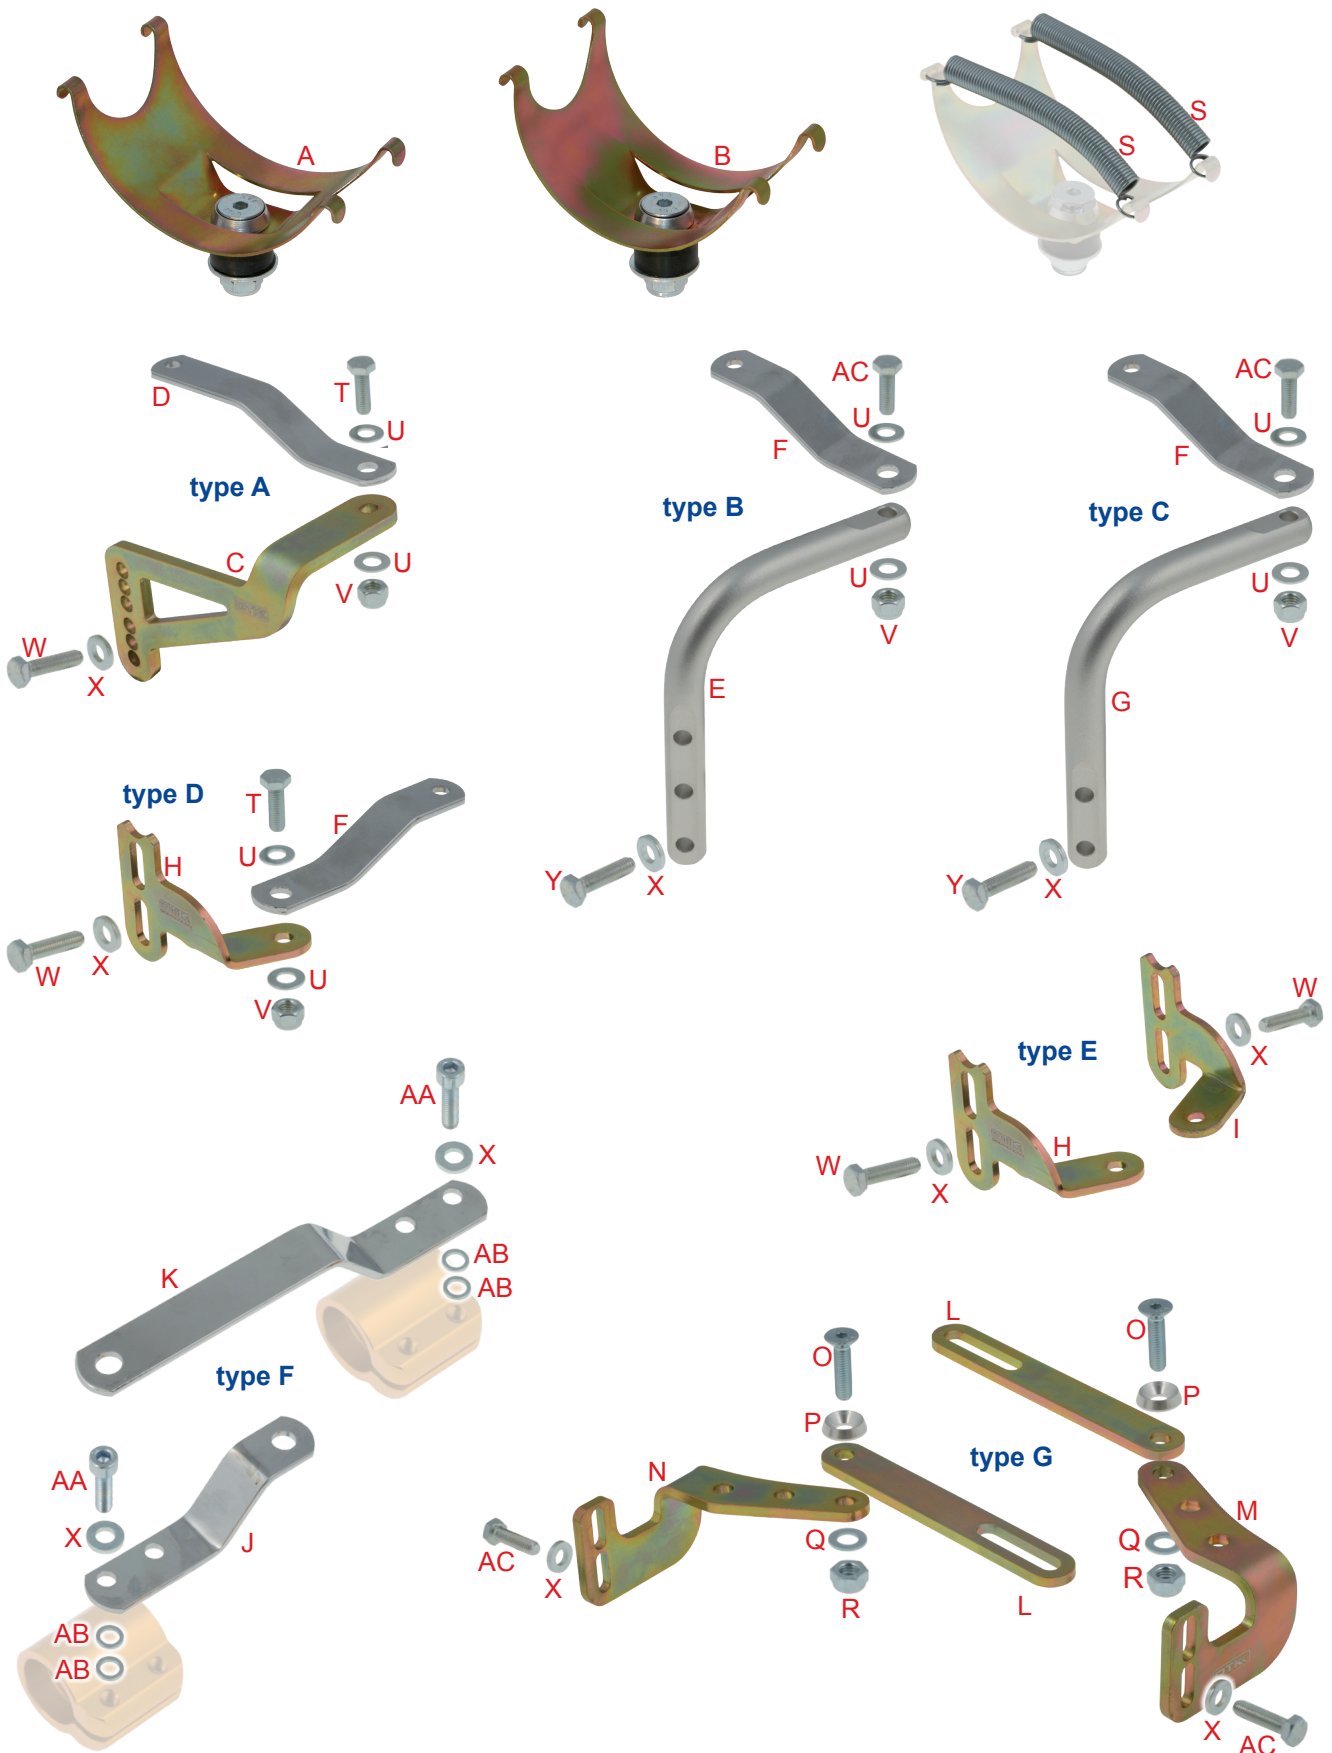 A
B
S
S
D
T
U
type A
C
U
V
W
X
AC
U
F
type B
U
V
E
Y
X
AC
U
F
type C
U
V
G
Y
X
type D
T
F
U
H
W
X
U
V
type E
W
X
I
H
W
X
AA
X
K
AB
AB
type F
AA
X
J
AB
AB
L
O
P
O
P
type G
N
M
AC
X
Q
R
L
Q
R
X
AC